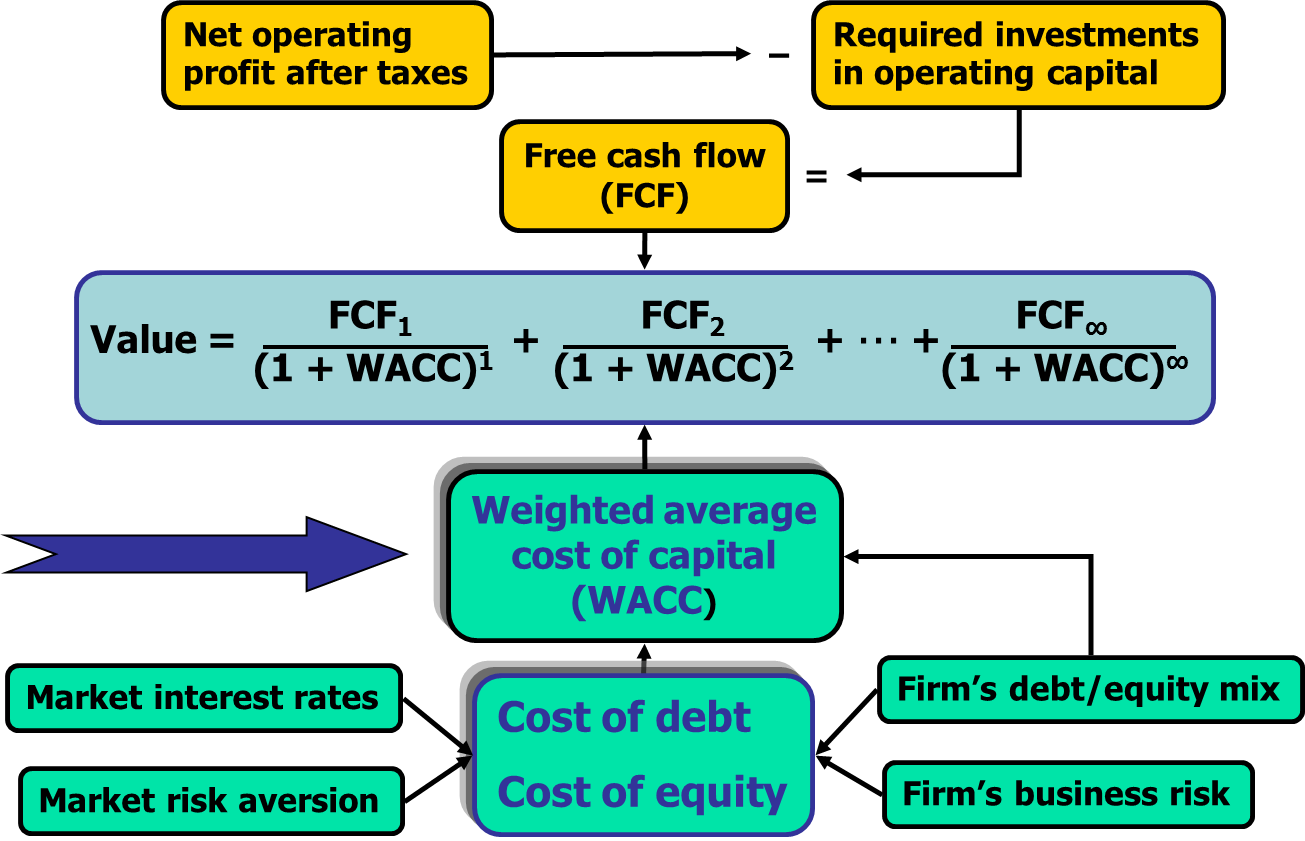 Net operating
profit after taxes
–
Required investments
in operating capital
Free cash flow
(FCF)
=
Value = FCF₁/(1 + WACC)¹ + FCF₂/(1 + WACC)² + ··· + FCF∞/(1 + WACC)^∞
Weighted average
cost of capital
(WACC)
Market interest rates
Market risk aversion
Cost of debt
Cost of equity
Firm’s debt/equity mix
Firm’s business risk